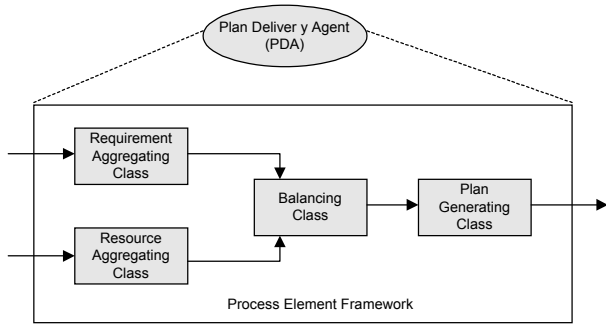 Plan Deliver y Agent
(PDA)
Requirement
Aggregating
Class
Balancing
Class
Plan
Generating
Class
Resource
Aggregating
Class
Process Element Framework